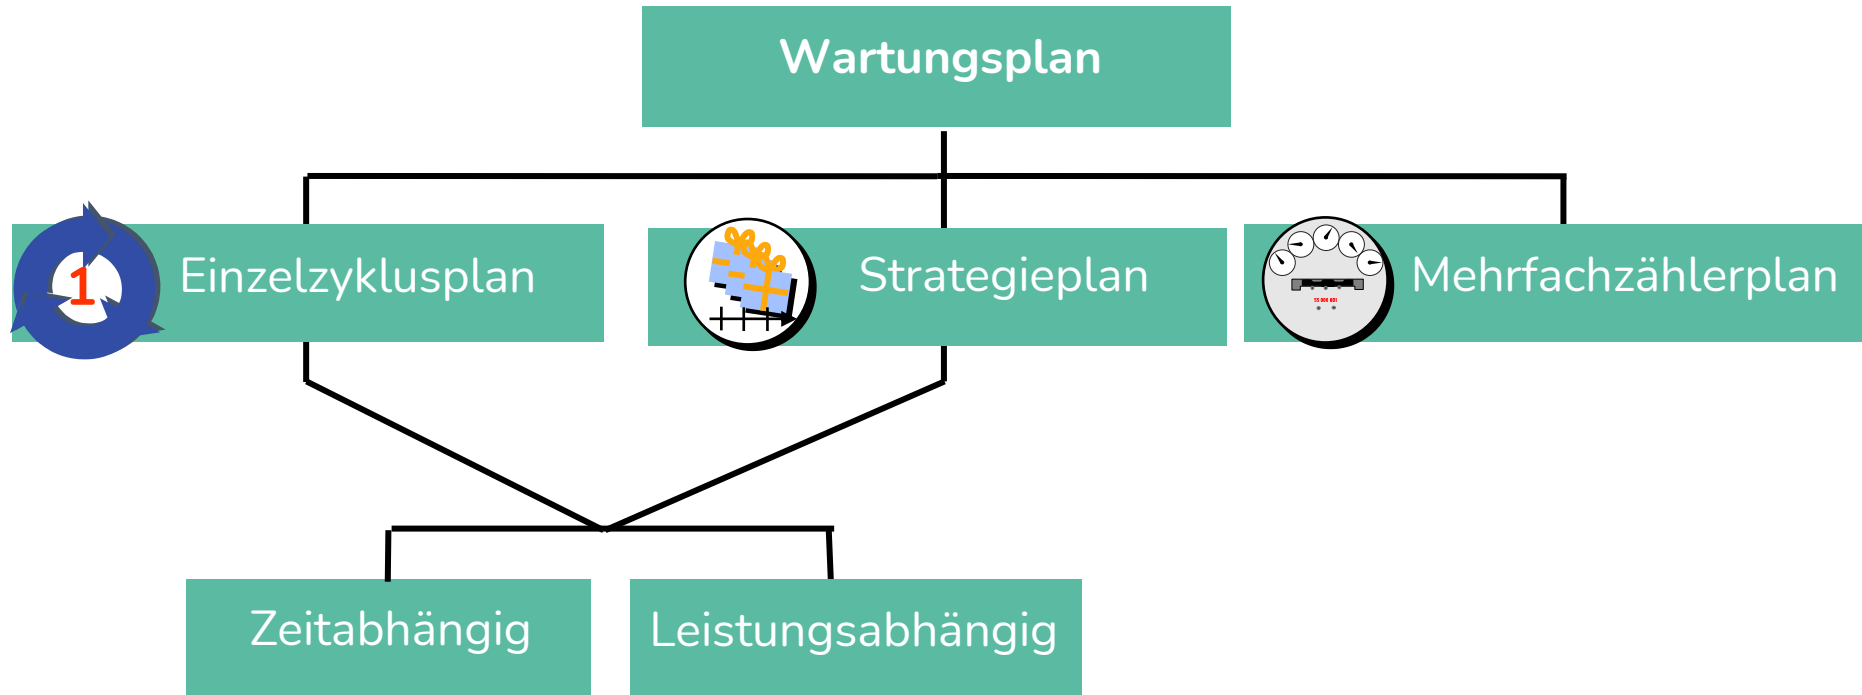 Wartungsplan
1
Einzelzyklusplan
Strategieplan
Mehrfachzählerplan
Zeitabhängig
Leistungsabhängig